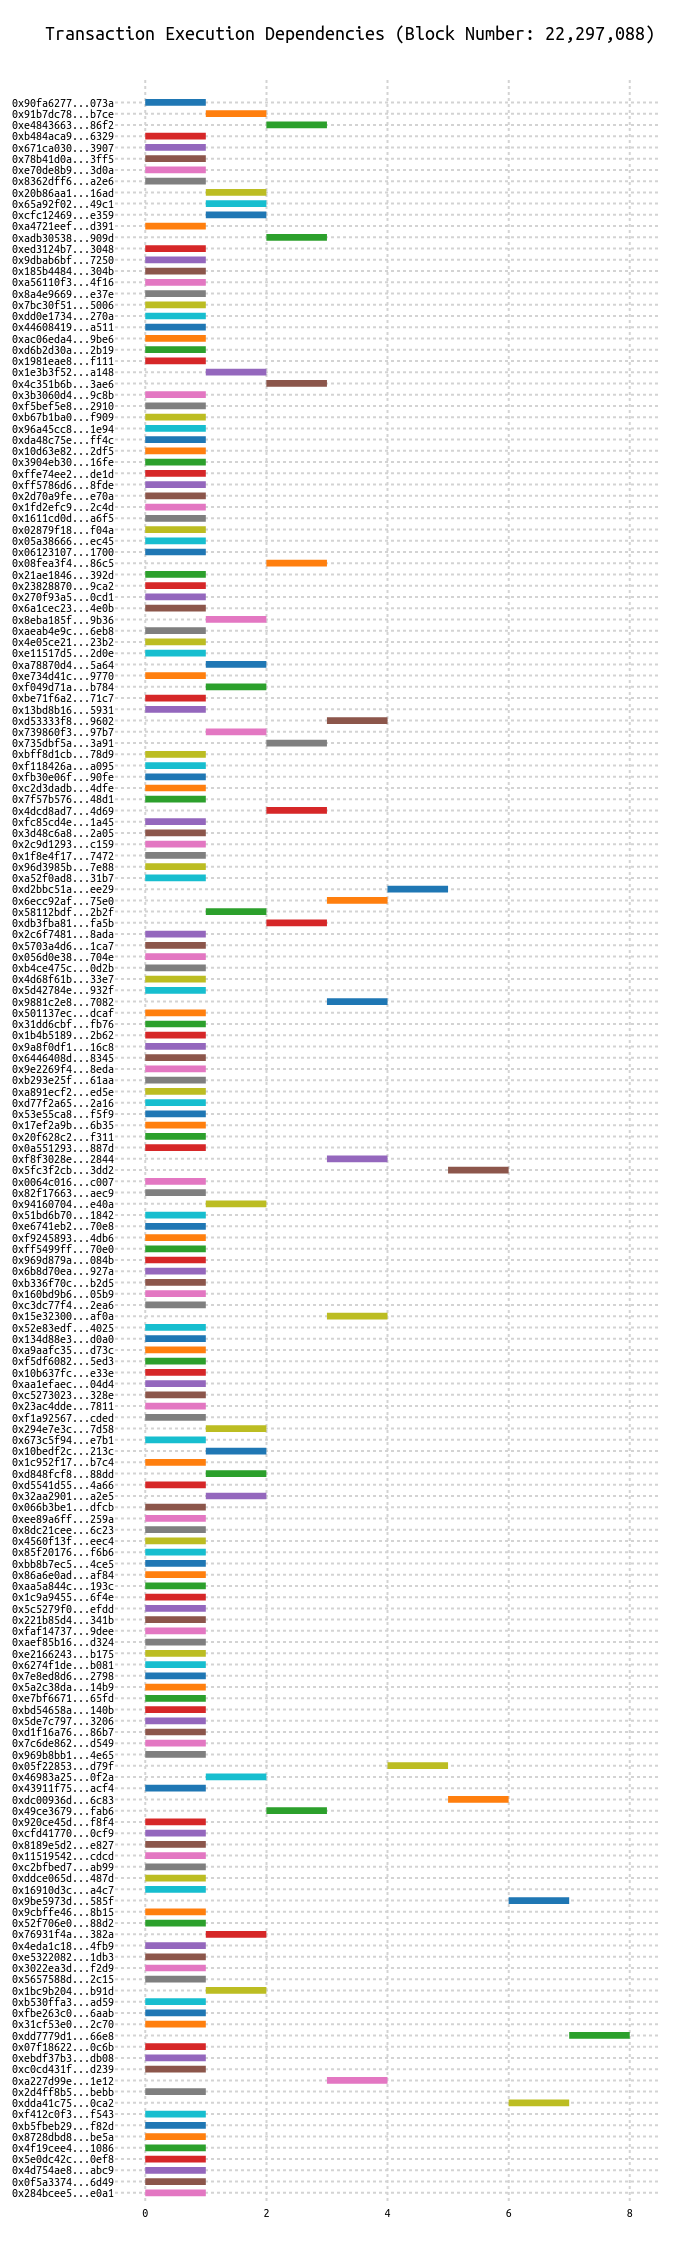 Transaction Execution Dependencies (Block Number: 22,297,088)
0x90fa6277...073a
0x91b7dc78...b7ce
0xe4843663...86f2
0xb484aca9...6329
0x671ca030...3907
0x78b41d0a...3ff5
0xe70de8b9...3d0a
0x8362dff6...a2e6
0x20b86aa1...16ad
0x65a92f02...49c1
0xcfc12469...e359
0xa4721eef...d391
0xadb30538...909d
0xed3124b7...3048
0x9dbab6bf...7250
0x185b4484...304b
0xa56110f3...4f16
0x8a4e9669...e37e
0x7bc30f51...5006
0xdd0e1734...270a
0x44608419...a511
0xac06eda4...9be6
0xd6b2d30a...2b19
0x1981eae8...f111
0x1e3b3f52...a148
0x4c351b6b...3ae6
0x3b3060d4...9c8b
0xf5bef5e8...2910
0xb67b1ba0...f909
0x96a45cc8...1e94
0xda48c75e...ff4c
0x10d63e82...2df5
0x3904eb30...16fe
0xffe74ee2...de1d
0xff5786d6...8fde
0x2d70a9fe...e70a
0x1fd2efc9...2c4d
0x1611cd0d...a6f5
0x02879f18...f04a
0x05a38666...ec45
0x06123107...1700
0x08fea3f4...86c5
0x21ae1846...392d
0x23828870...9ca2
0x270f93a5...0cd1
0x6a1cec23...4e0b
0x8eba185f...9b36
0xaeab4e9c...6eb8
0x4e05ce21...23b2
0xe11517d5...2d0e
0xa78870d4...5a64
0xe734d41c...9770
0xf049d71a...b784
0xbe71f6a2...71c7
0x13bd8b16...5931
0xd53333f8...9602
0x739860f3...97b7
0x735dbf5a...3a91
0xbff8d1cb...78d9
0xf118426a...a095
0xfb30e06f...90fe
0xc2d3dadb...4dfe
0x7f57b576...48d1
0x4dcd8ad7...4d69
0xfc85cd4e...1a45
0x3d48c6a8...2a05
0x2c9d1293...c159
0x1f8e4f17...7472
0x96d3985b...7e88
0xa52f0ad8...31b7
0xd2bbc51a...ee29
0x6ecc92af...75e0
0x58112bdf...2b2f
0xdb3fba81...fa5b
0x2c6f7481...8ada
0x5703a4d6...1ca7
0x056d0e38...704e
0xb4ce475c...0d2b
0x4d68f61b...33e7
0x5d42784e...932f
0x9881c2e8...7082
0x501137ec...dcaf
0x31dd6cbf...fb76
0x1b4b5189...2b62
0x9a8f0df1...16c8
0x6446408d...8345
0x9e2269f4...8eda
0xb293e25f...61aa
0xa891ecf2...ed5e
0xd77f2a65...2a16
0x53e55ca8...f5f9
0x17ef2a9b...6b35
0x20f628c2...f311
0x0a551293...887d
0xf8f3028e...2844
0x5fc3f2cb...3dd2
0x0064c016...c007
0x82f17663...aec9
0x94160704...e40a
0x51bd6b70...1842
0xe6741eb2...70e8
0xf9245893...4db6
0xff5499ff...70e0
0x969d879a...084b
0x6b8d70ea...927a
0xb336f70c...b2d5
0x160bd9b6...05b9
0xc3dc77f4...2ea6
0x15e32300...af0a
0x52e83edf...4025
0x134d88e3...d0a0
0xa9aafc35...d73c
0xf5df6082...5ed3
0x10b637fc...e33e
0xaa1efaec...04d4
0xc5273023...328e
0x23ac4dde...7811
0xf1a92567...cded
0x294e7e3c...7d58
0x673c5f94...e7b1
0x10bedf2c...213c
0x1c952f17...b7c4
0xd848fcf8...88dd
0xd5541d55...4a66
0x32aa2901...a2e5
0x066b3be1...dfcb
0xee89a6ff...259a
0x8dc21cee...6c23
0x4560f13f...eec4
0x85f20176...f6b6
0xbb8b7ec5...4ce5
0x86a6e0ad...af84
0xaa5a844c...193c
0x1c9a9455...6f4e
0x5c5279f0...efdd
0x221b85d4...341b
0xfaf14737...9dee
0xaef85b16...d324
0xe2166243...b175
0x6274f1de...b081
0x7e8ed8d6...2798
0x5a2c38da...14b9
0xe7bf6671...65fd
0xbd54658a...140b
0x5de7c797...3206
0xd1f16a76...86b7
0x7c6de862...d549
0x969b8bb1...4e65
0x05f22853...d79f
0x46983a25...0f2a
0x43911f75...acf4
0xdc00936d...6c83
0x49ce3679...fab6
0x920ce45d...f8f4
0xcfd41770...0cf9
0x8189e5d2...e827
0x11519542...cdcd
0xc2bfbed7...ab99
0xddce065d...487d
0x16910d3c...a4c7
0x9be5973d...585f
0x9cbffe46...8b15
0x52f706e0...88d2
0x76931f4a...382a
0x4eda1c18...4fb9
0xe5322082...1db3
0x3022ea3d...f2d9
0x5657588d...2c15
0x1bc9b204...b91d
0xb530ffa3...ad59
0xfbe263c0...6aab
0x31cf53e0...2c70
0xdd7779d1...66e8
0x07f18622...0c6b
0xebdf37b3...db08
0xc0cd431f...d239
0xa227d99e...1e12
0x2d4ff8b5...bebb
0xdda41c75...0ca2
0xf412c0f3...f543
0xb5fbeb29...f82d
0x8728dbd8...be5a
0x4f19cee4...1086
0x5e0dc42c...0ef8
0x4d754ae8...abc9
0x0f5a3374...6d49
0x284bcee5...e0a1
0 2 4 6 8